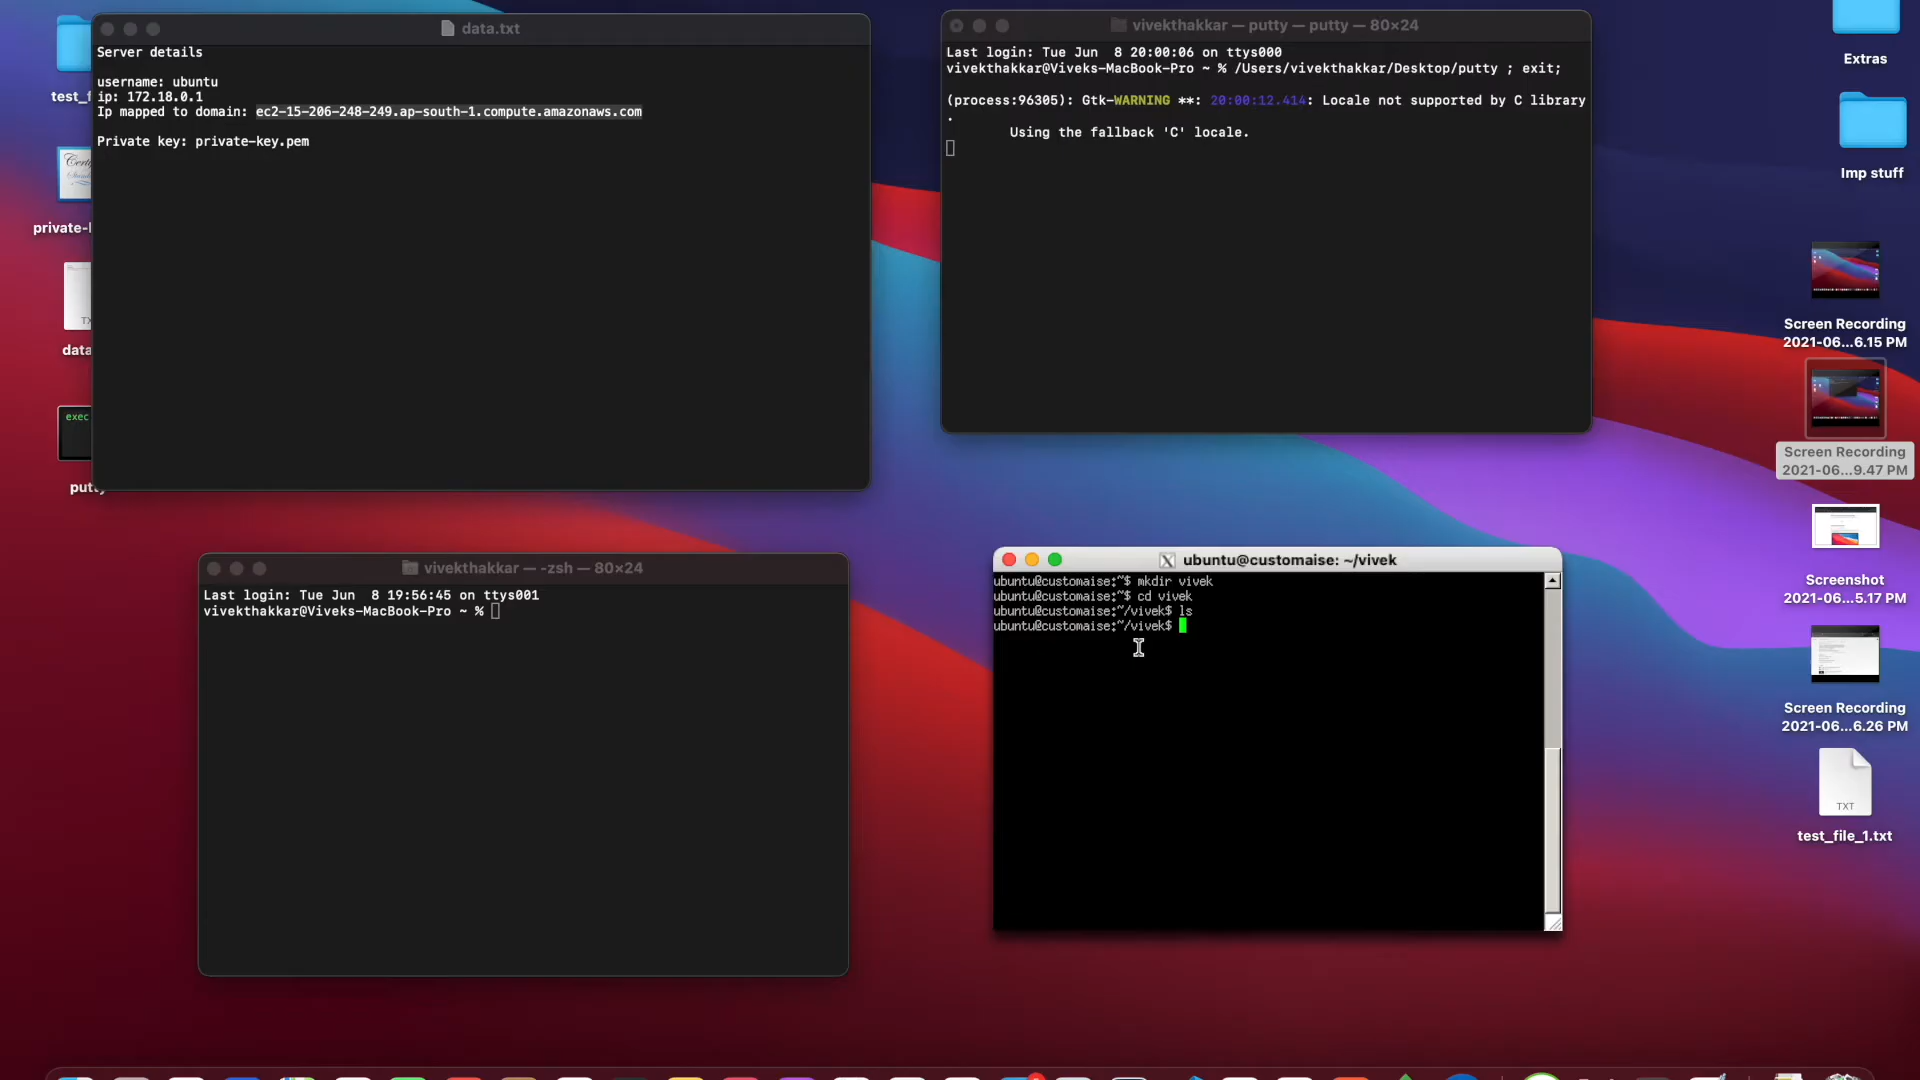 data.txt
Server details
username: ubuntu
ip: 172.18.0.1
Ip mapped to domain: ec2-15-206-248-249.ap-south-1.compute.amazonaws.com
Private key: private-key.pem
vivekthakkar — putty — putty — 80×24
Last login: Tue Jun  8 20:00:06 on ttys000
vivekthakkar@Viveks-MacBook-Pro ~ % /Users/vivekthakkar/Desktop/putty ; exit;
(process:96305): Gtk-WARNING **: 20:00:12.414: Locale not supported by C library
.
Using the fallback 'C' locale.
vivekthakkar — -zsh — 80×24
Last login: Tue Jun  8 19:56:45 on ttys001
vivekthakkar@Viveks-MacBook-Pro ~ %
ubuntu@customaise: ~/vivek
ubuntu@customaise:~$ mkdir vivek
ubuntu@customaise:~$ cd vivek
ubuntu@customaise:~/vivek$ ls
ubuntu@customaise:~/vivek$
test_f
private-
data
exec
putty
Extras
Imp stuff
Screen Recording
2021-06...6.15 PM
Screen Recording
2021-06...9.47 PM
Screenshot
2021-06...5.17 PM
Screen Recording
2021-06...6.26 PM
TXT
test_file_1.txt